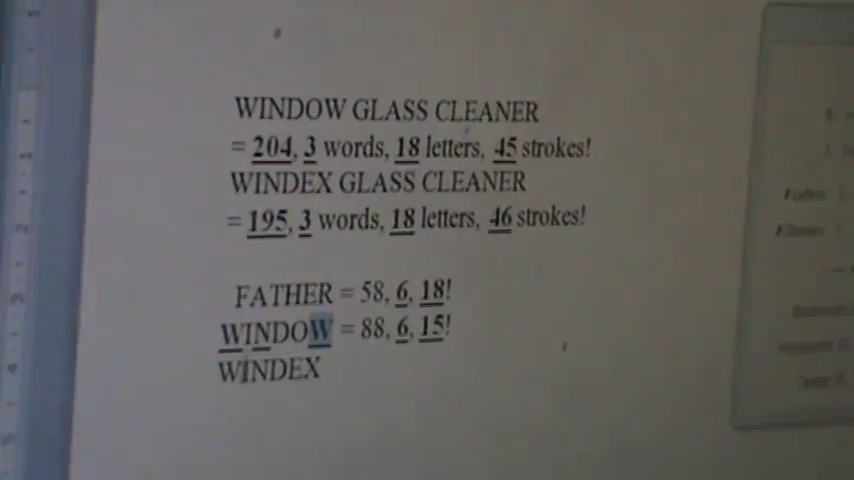 WINDOW GLASS CLEANER
= 204, 3 words, 18 letters, 45 strokes!
WINDEX GLASS CLEANER
= 195, 3 words, 18 letters, 46 strokes!
FATHER = 58, 6, 18!
WINDOW = 88, 6, 15!
WINDEX